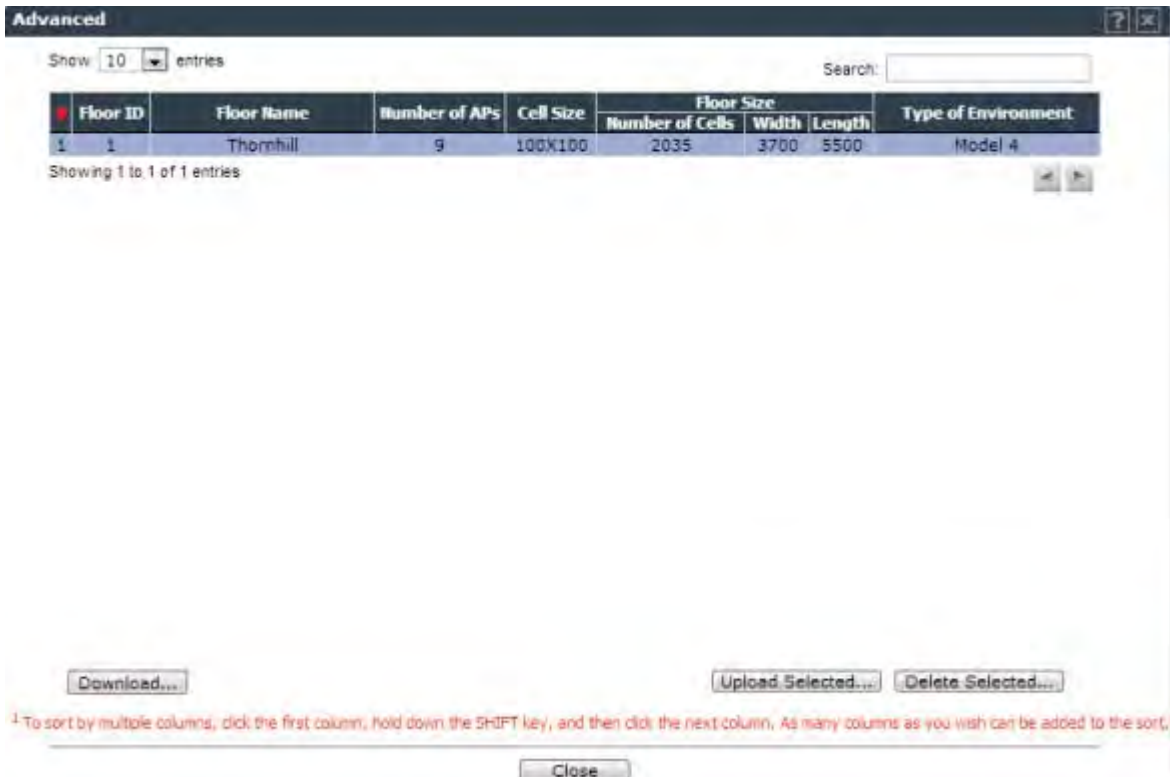 Advanced
Show 10 entries
Search:
# Floor ID Floor Name Number of APs Cell Size Floor Size Type of Environment
Number of Cells Width Length
1 1 Thornhill 9 100X100 2035 3700 5500 Model 4
Showing 1 to 1 of 1 entries
Download... Upload Selected... Delete Selected...
1 To sort by multiple columns, click the first column, hold down the SHIFT key, and then click the next column. As many columns as you wish can be added to the sort.
Close